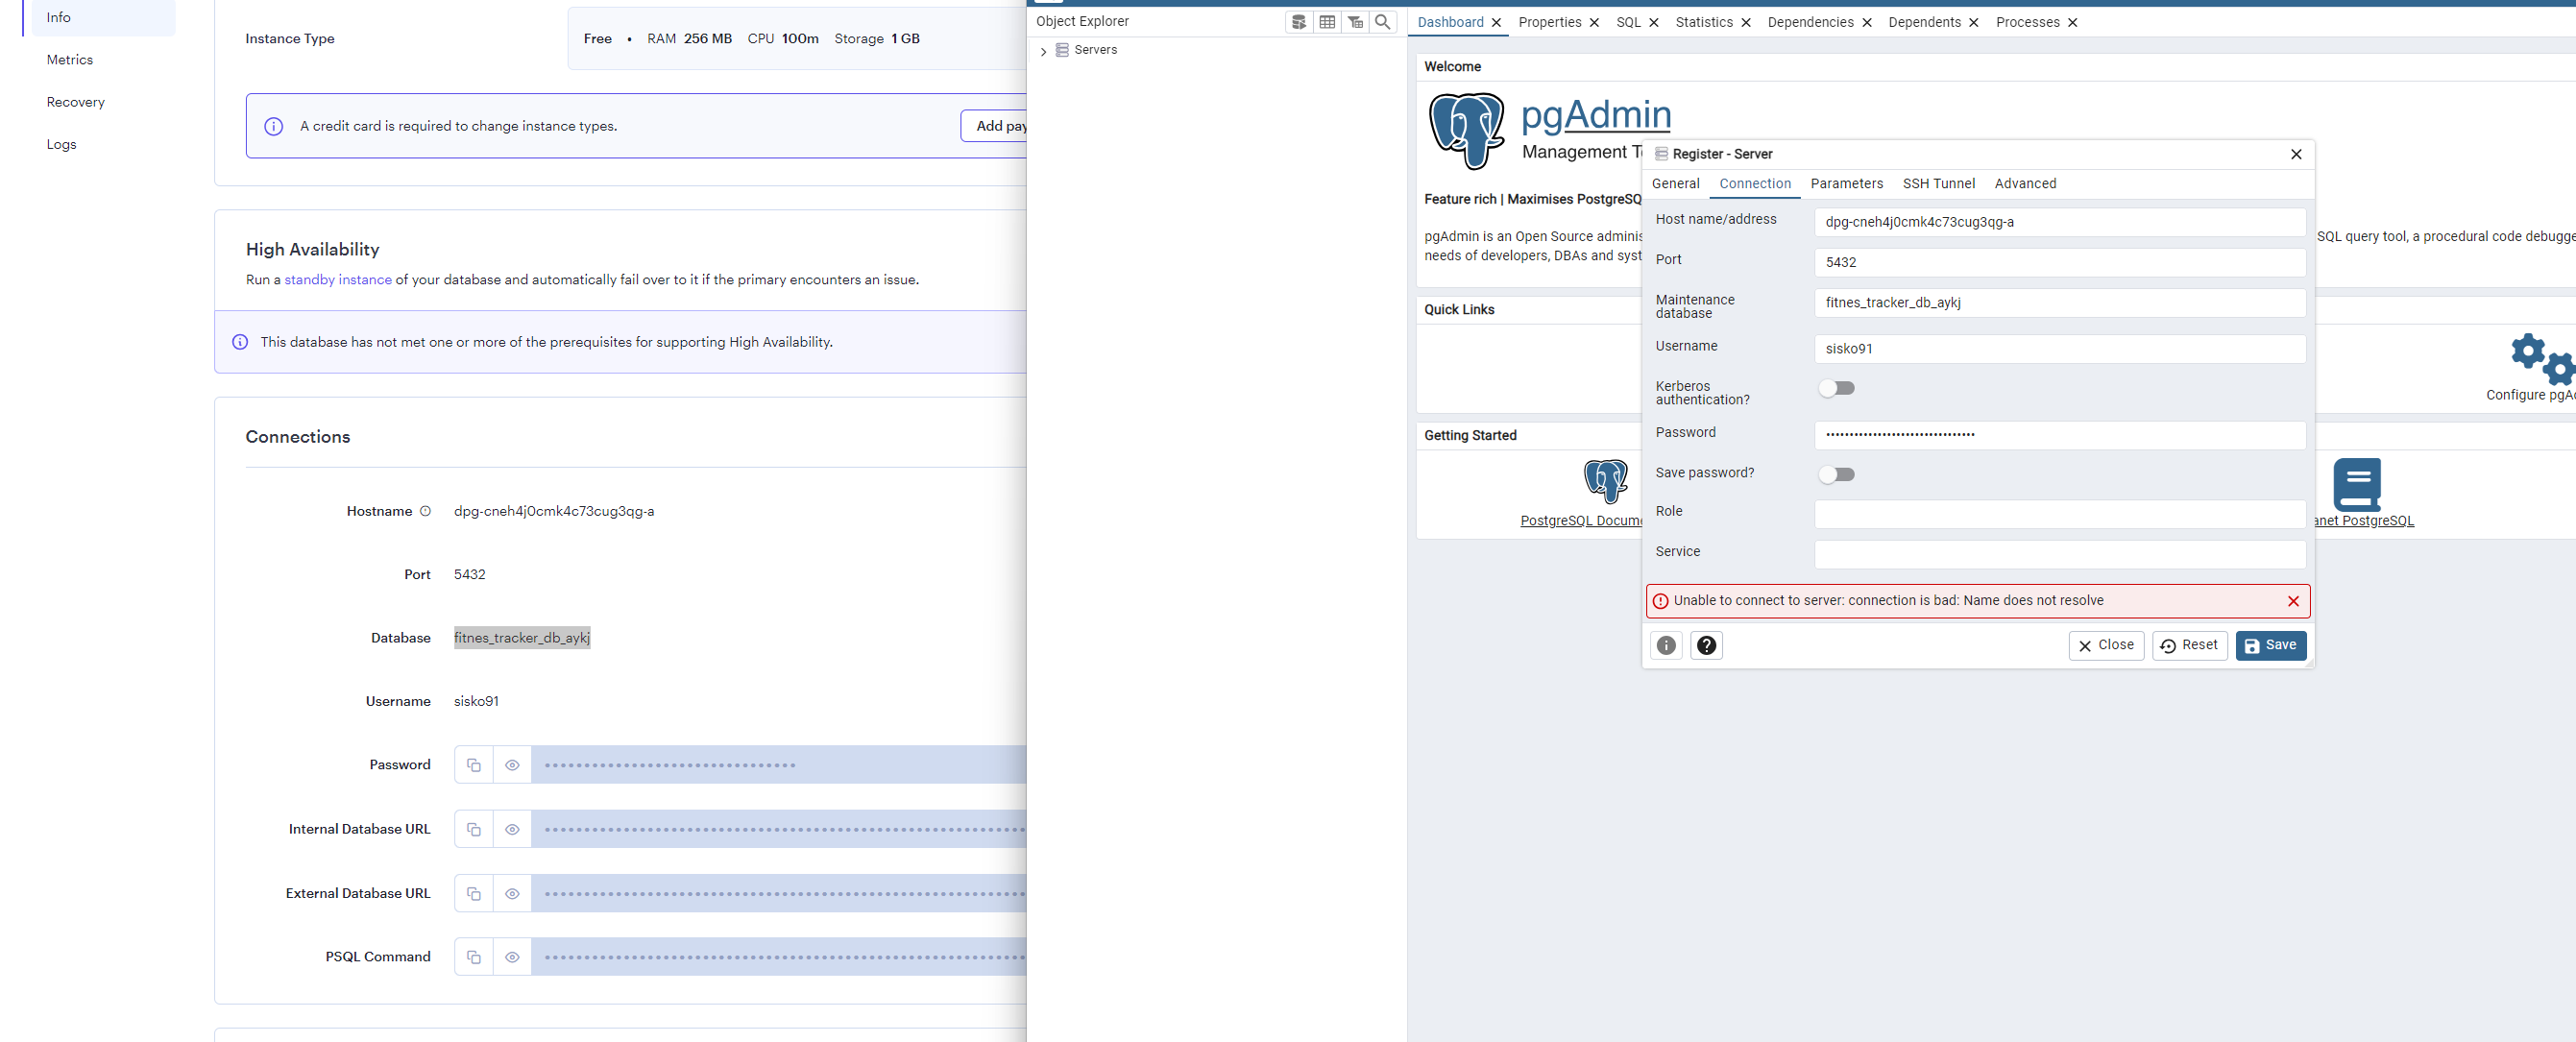 Info
Metrics
Recovery
Logs
Instance Type
Free • RAM 256 MB CPU 100m Storage 1 GB
A credit card is required to change instance types.
Add pay
High Availability
Run a standby instance of your database and automatically fail over to it if the primary encounters an issue.
This database has not met one or more of the prerequisites for supporting High Availability.
Connections
Hostname dpg-cneh4j0cmk4c73cug3qg-a
Port 5432
Database fitnes_tracker_db_aykj
Username sisko91
Password
Internal Database URL
External Database URL
PSQL Command
Object Explorer
Servers
Dashboard Properties SQL Statistics Dependencies Dependents Processes
Welcome
pgAdmin
Management To
Feature rich | Maximises PostgreSQ
pgAdmin is an Open Source adminis
needs of developers, DBAs and syst
SQL query tool, a procedural code debugge
Quick Links
Configure pgA
Getting Started
PostgreSQL Docum
anet PostgreSQL
Register - Server
General Connection Parameters SSH Tunnel Advanced
Host name/address dpg-cneh4j0cmk4c73cug3qg-a
Port 5432
Maintenance
database
fitnes_tracker_db_aykj
Username sisko91
Kerberos
authentication?
Password
Save password?
Role
Service
Unable to connect to server: connection is bad: Name does not resolve
Close Reset Save